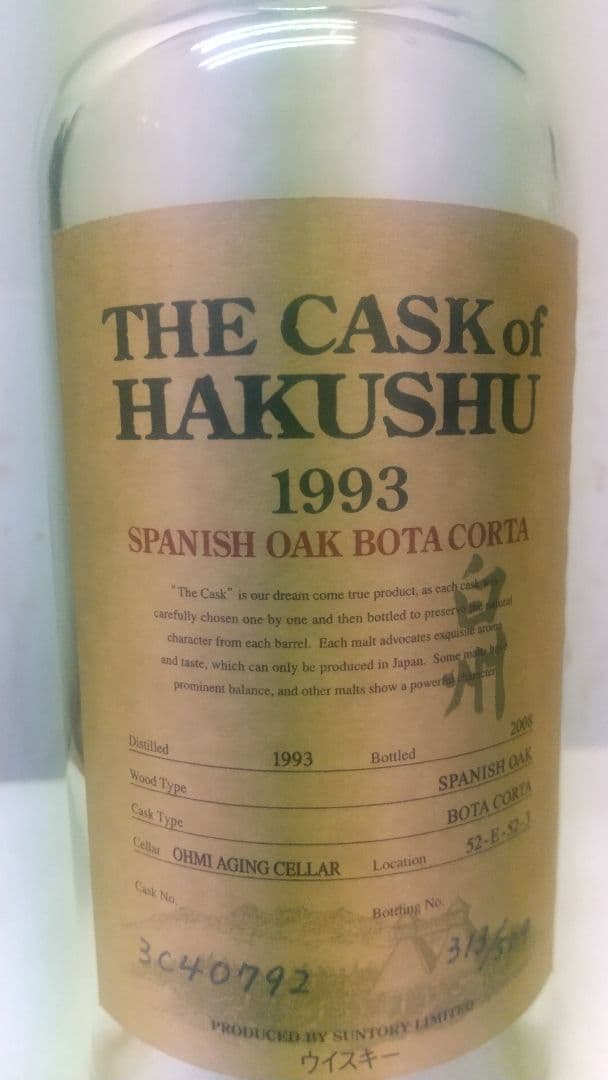 THE CASK of
HAKUSHU
1993
SPANISH OAK BOTA CORTA
"The Cask" is our dream come true product, as each cask was
carefully chosen one by one and then bottled to preserve the natural
character from each barrel. Each malt advocates exquisite aroma
and taste, which can only be produced in Japan. Some malts have
prominent balance, and other malts show a powerful character
白州
Distilled 1993 Bottled 2008
Wood Type SPANISH OAK
Cask Type BOTA CORTA
Cellar OHMI AGING CELLAR Location 52-E-52-1
Cask No. Bottling No.
3C40792 313/
PRODUCED BY SUNTORY LIMITED
ウイスキー